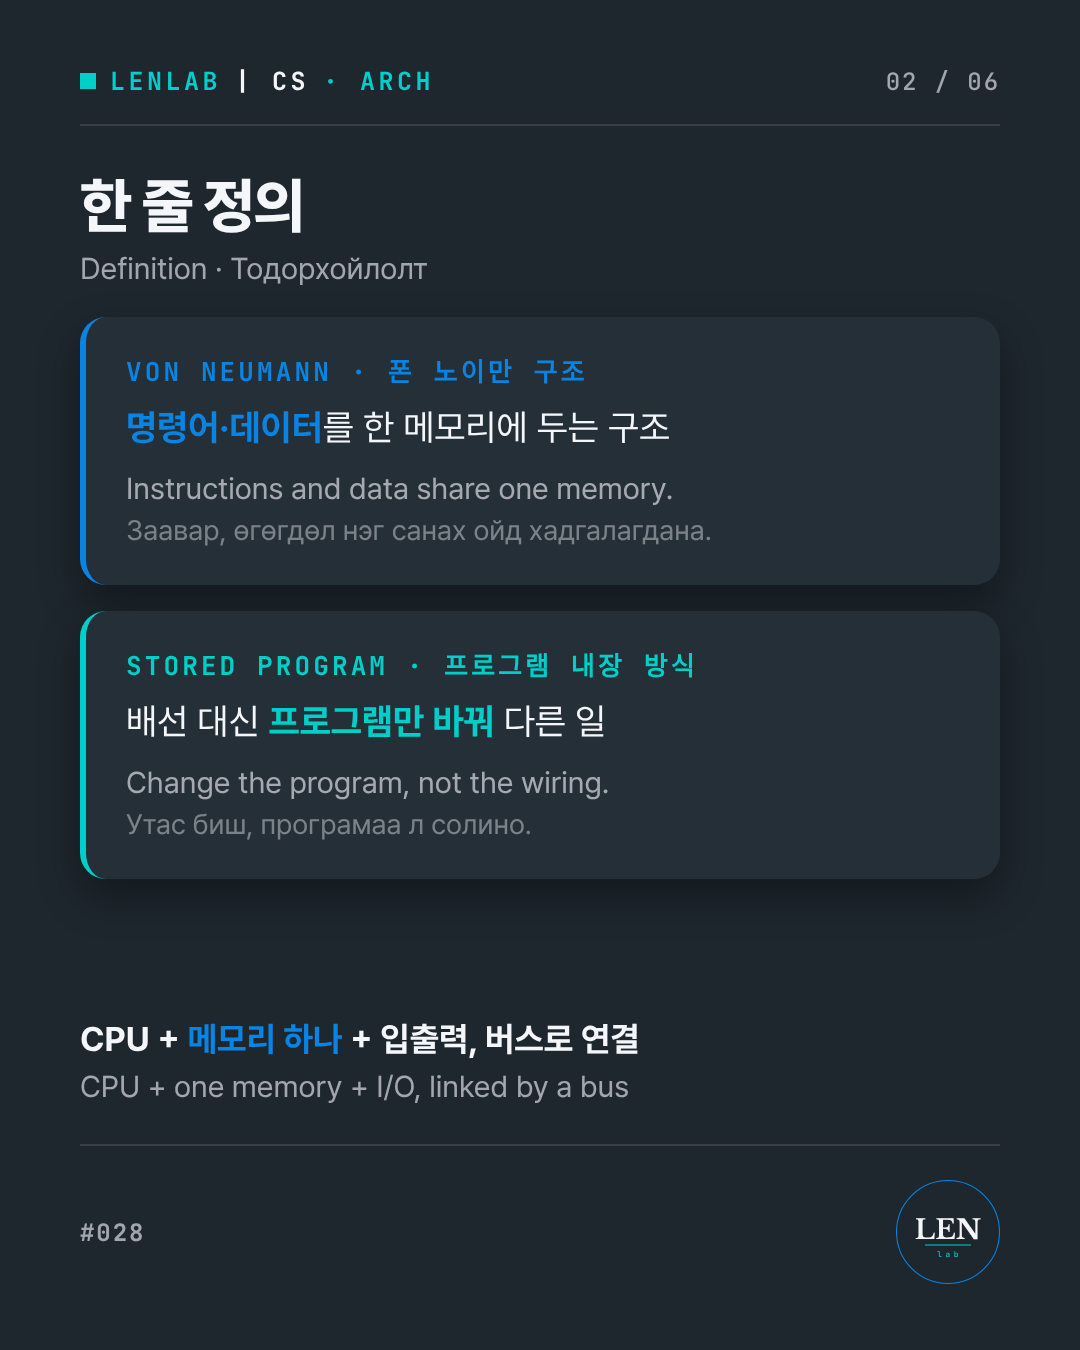 LENLAB | CS · ARCH
02 / 06
한 줄 정의
Definition · Тодорхойлолт
VON NEUMANN · 폰 노이만 구조
명령어·데이터를 한 메모리에 두는 구조
Instructions and data share one memory.
Заавар, өгөгдөл нэг санах ойд хадгалагдана.
STORED PROGRAM · 프로그램 내장 방식
배선 대신 프로그램만 바꿔 다른 일
Change the program, not the wiring.
Утас биш, програмаа л солино.
CPU + 메모리 하나 + 입출력, 버스로 연결
CPU + one memory + I/O, linked by a bus
#028
LEN
lab